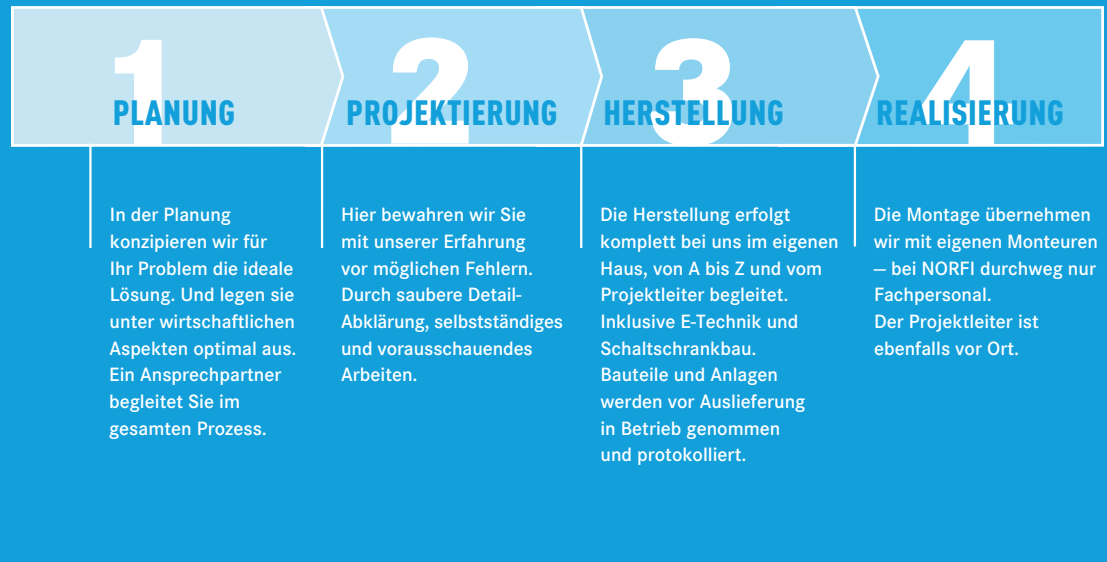 1
PLANUNG
In der Planung
konzipieren wir für
Ihr Problem die ideale
Lösung. Und legen sie
unter wirtschaftlichen
Aspekten optimal aus.
Ein Ansprechpartner
begleitet Sie im
gesamten Prozess.
2
PROJEKTIERUNG
Hier bewahren wir Sie
mit unserer Erfahrung
vor möglichen Fehlern.
Durch saubere Detail-
Abklärung, selbstständiges
und vorausschauendes
Arbeiten.
3
HERSTELLUNG
Die Herstellung erfolgt
komplett bei uns im eigenen
Haus, von A bis Z und vom
Projektleiter begleitet.
Inklusive E-Technik und
Schaltschrankbau.
Bauteile und Anlagen
werden vor Auslieferung
in Betrieb genommen
und protokolliert.
4
REALISIERUNG
Die Montage übernehmen
wir mit eigenen Monteuren
– bei NORFI durchweg nur
Fachpersonal.
Der Projektleiter ist
ebenfalls vor Ort.